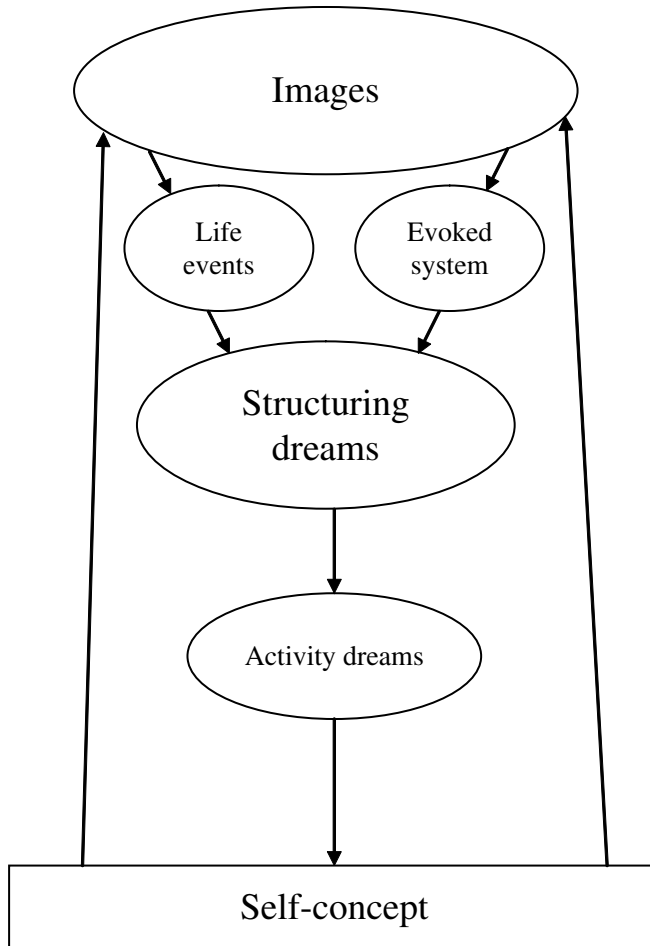 Images
Life
events
Evoked
system
Structuring
dreams
Activity dreams
Self-concept